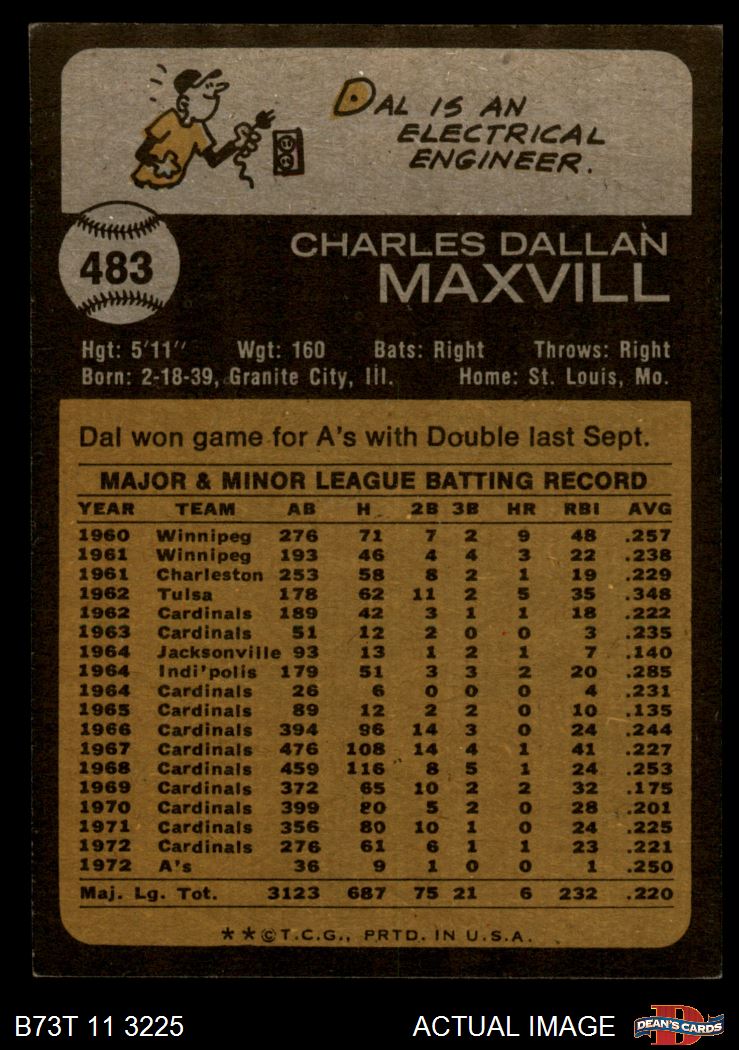 DAL IS AN
ELECTRICAL
ENGINEER.
483
CHARLES DALLAN
MAXVILL
Hgt: 5'11" Wgt: 160 Bats: Right Throws: Right
Born: 2-18-39, Granite City, Ill. Home: St. Louis, Mo.
Dal won game for A's with Double last Sept.
MAJOR & MINOR LEAGUE BATTING RECORD
YEAR TEAM AB H 2B 3B HR RBI AVG
1960 Winnipeg 276 71 7 2 9 48 .257
1961 Winnipeg 193 46 4 4 3 22 .238
1961 Charleston 253 58 8 2 1 19 .229
1962 Tulsa 178 62 11 2 5 35 .348
1962 Cardinals 189 42 3 1 1 18 .222
1963 Cardinals 51 12 2 0 0 3 .235
1964 Jacksonville 93 13 1 2 1 7 .140
1964 Indi'polis 179 51 3 3 2 20 .285
1964 Cardinals 26 6 0 0 0 4 .231
1965 Cardinals 89 12 2 2 0 10 .135
1966 Cardinals 394 96 14 3 0 24 .244
1967 Cardinals 476 108 14 4 1 41 .227
1968 Cardinals 459 116 8 5 1 24 .253
1969 Cardinals 372 65 10 2 2 32 .175
1970 Cardinals 399 80 5 2 0 28 .201
1971 Cardinals 356 80 10 1 0 24 .225
1972 Cardinals 276 61 6 1 1 23 .221
1972 A's 36 9 1 0 0 1 .250
Maj. Lg. Tot. 3123 687 75 21 6 232 .220
**©T.C.G., PRTD. IN U.S.A.
B73T 11 3225 ACTUAL IMAGE D DEAN'S CARDS